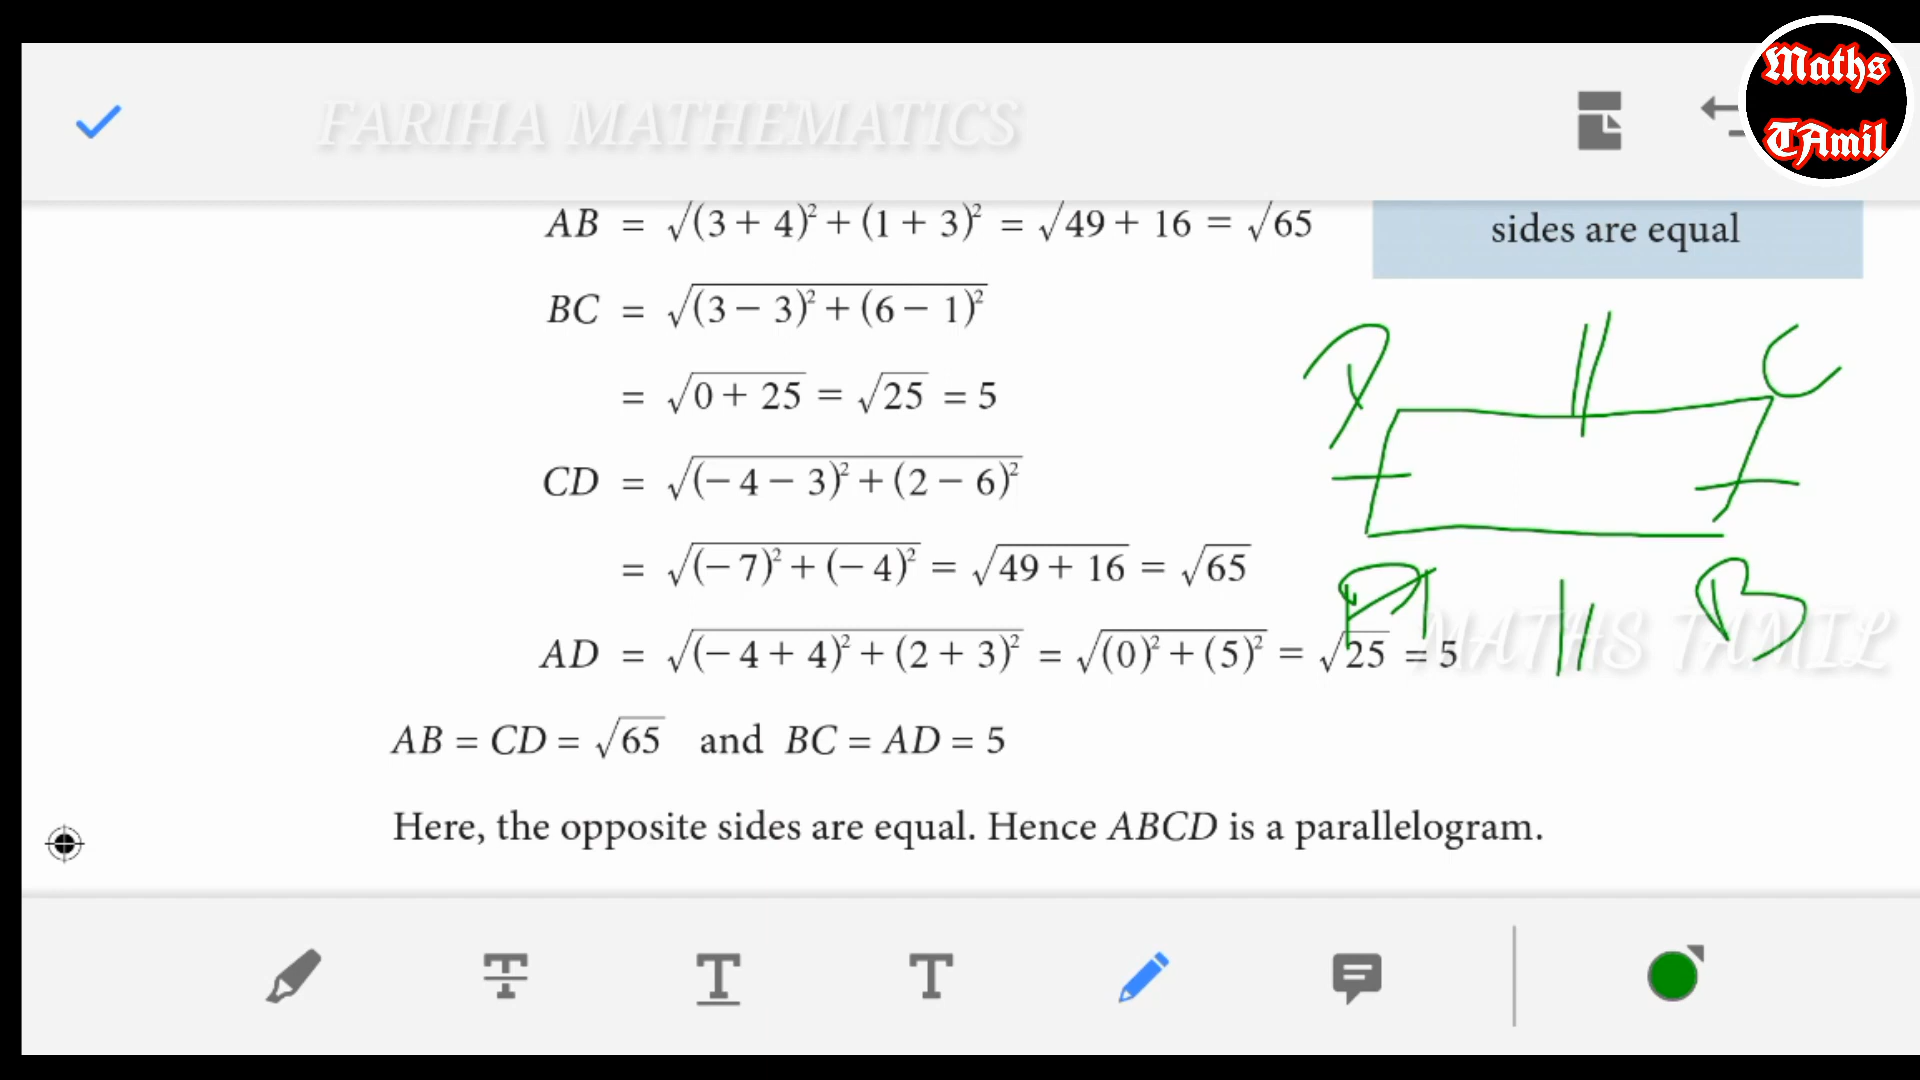 Maths
TAmil
FARIHA MATHEMATICS
AB = √(3 + 4)² + (1 + 3)² = √49 + 16 = √65
sides are equal
BC = √(3 − 3)² + (6 − 1)²
= √0 + 25 = √25 = 5
CD = √(−4 − 3)² + (2 − 6)²
= √(−7)² + (−4)² = √49 + 16 = √65
AD = √(−4 + 4)² + (2 + 3)² = √(0)² + (5)² = √25 = 5
D C
A B
MATHS TAMIL
AB = CD = √65 and BC = AD = 5
Here, the opposite sides are equal. Hence ABCD is a parallelogram.
T T T